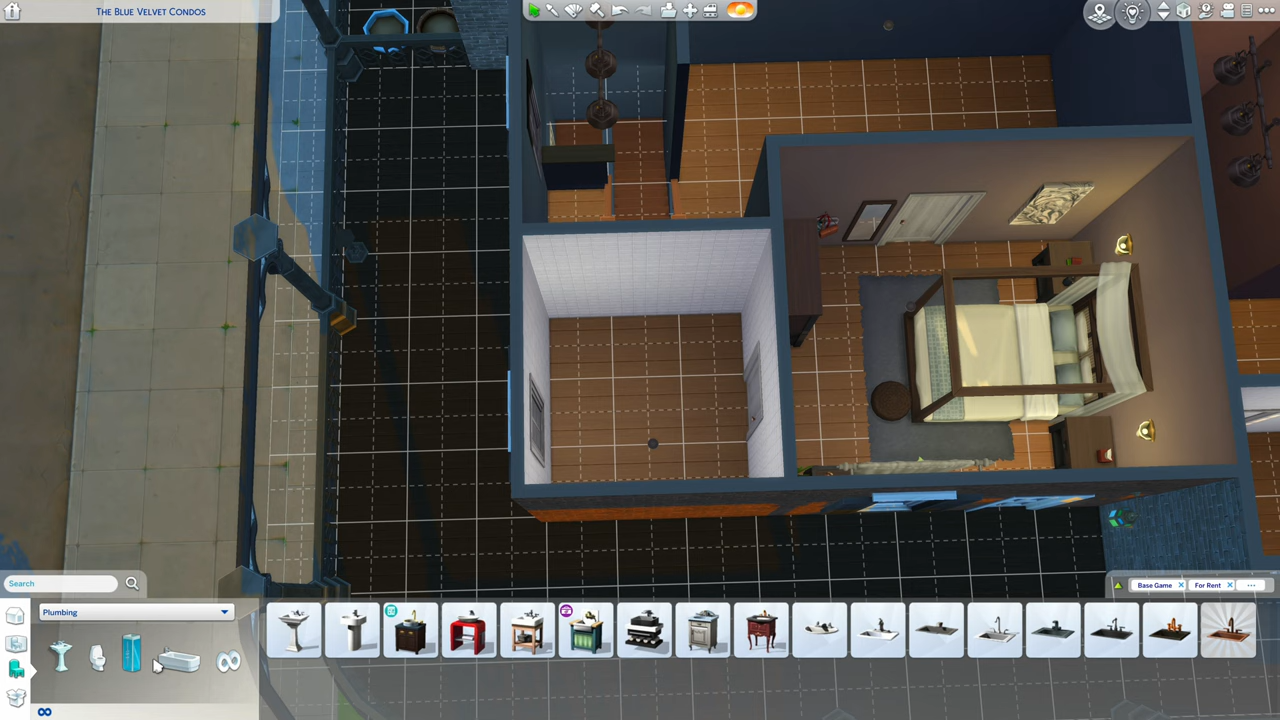 THE BLUE VELVET CONDOS
Search
Base Game
For Rent
...
Plumbing